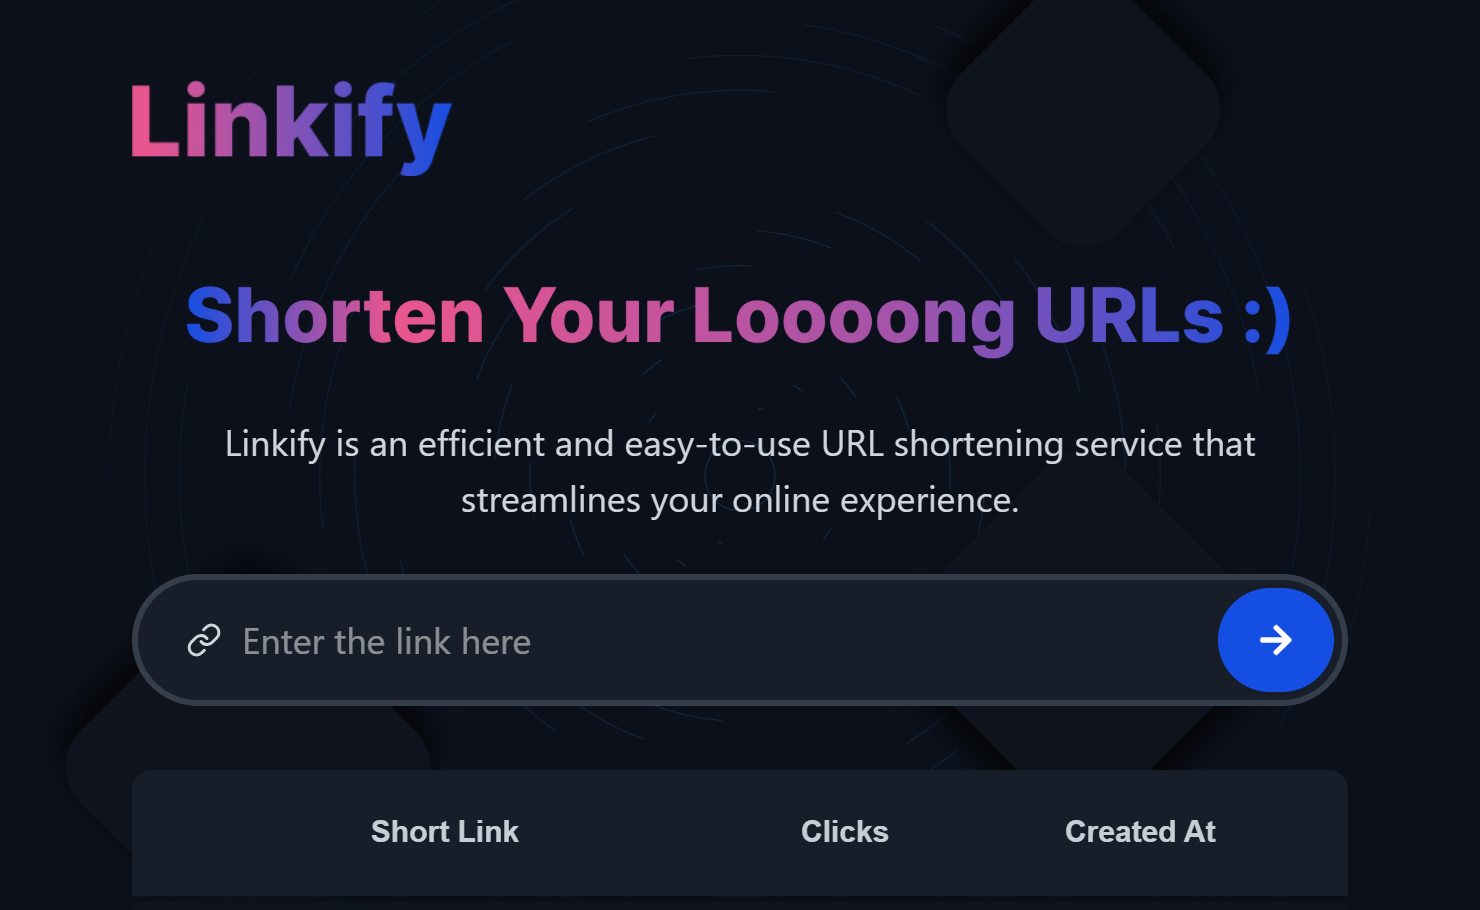 Linkify
Shorten Your Loooong URLs :)
Linkify is an efficient and easy-to-use URL shortening service that
streamlines your online experience.
Enter the link here
Short Link Clicks Created At